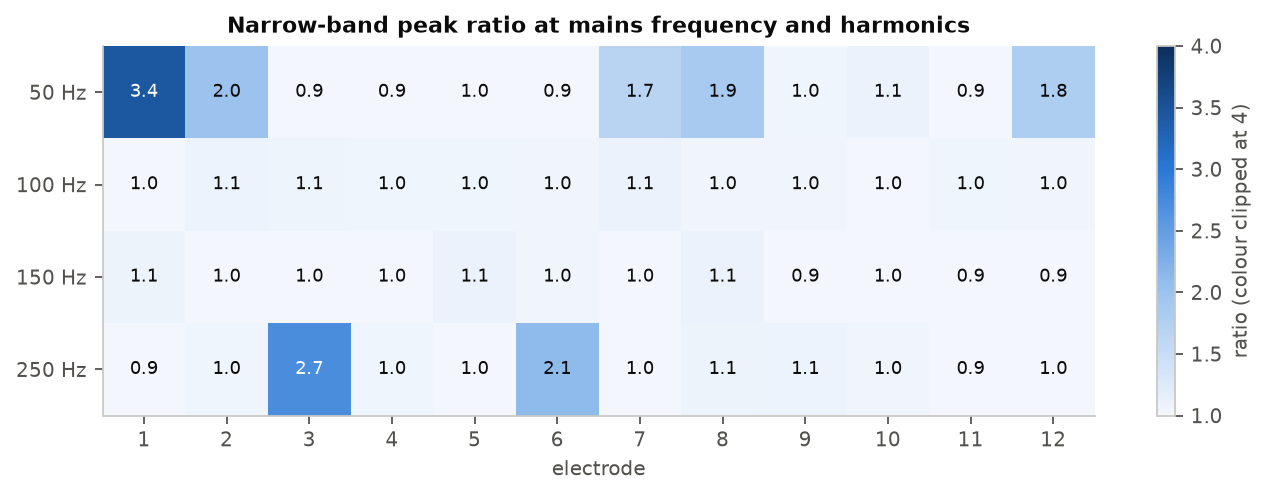 Narrow-band peak ratio at mains frequency and harmonics
50 Hz 3.4 2.0 0.9 0.9 1.0 0.9 1.7 1.9 1.0 1.1 0.9 1.8
100 Hz 1.0 1.1 1.1 1.0 1.0 1.0 1.1 1.0 1.0 1.0 1.0 1.0
150 Hz 1.1 1.0 1.0 1.0 1.1 1.0 1.0 1.1 0.9 1.0 0.9 0.9
250 Hz 0.9 1.0 2.7 1.0 1.0 2.1 1.0 1.1 1.1 1.0 0.9 1.0
1 2 3 4 5 6 7 8 9 10 11 12
electrode
4.0
3.5
3.0
2.5
2.0
1.5
1.0
ratio (colour clipped at 4)